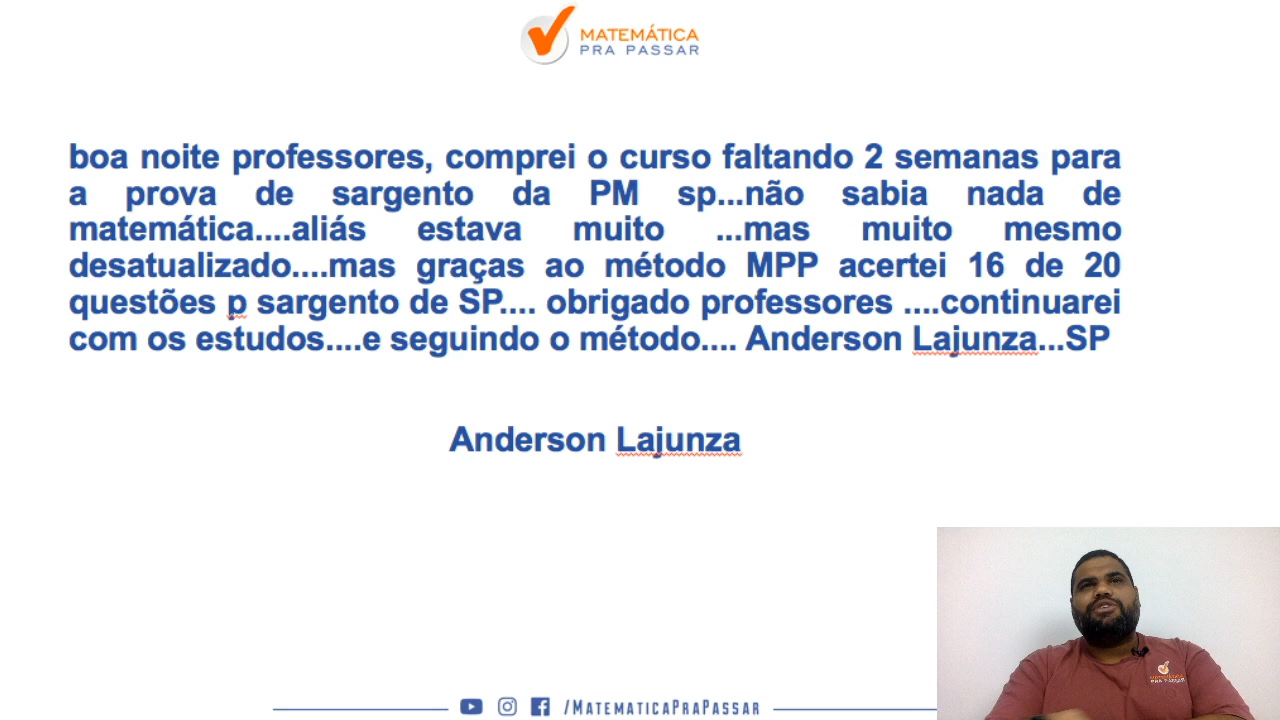 MATEMÁTICA
PRA PASSAR
boa noite professores, comprei o curso faltando 2 semanas para
a prova de sargento da PM sp...não sabia nada de
matemática....aliás estava muito ...mas muito mesmo
desatualizado....mas graças ao método MPP acertei 16 de 20
questões p sargento de SP.... obrigado professores ....continuarei
com os estudos....e seguindo o método.... Anderson Lajunza...SP
Anderson Lajunza
MATEMÁTICA
PRA PASSAR
/MATEMATICAPRAPASSAR